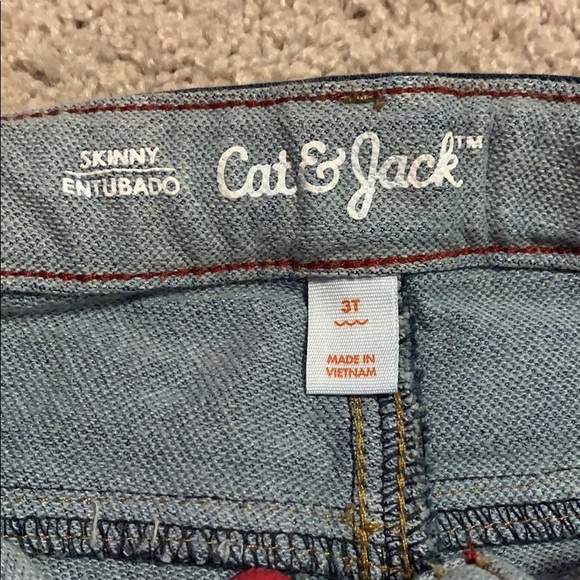 SKINNY
ENTUBADO
Cat & Jack™
3T
MADE IN
VIETNAM